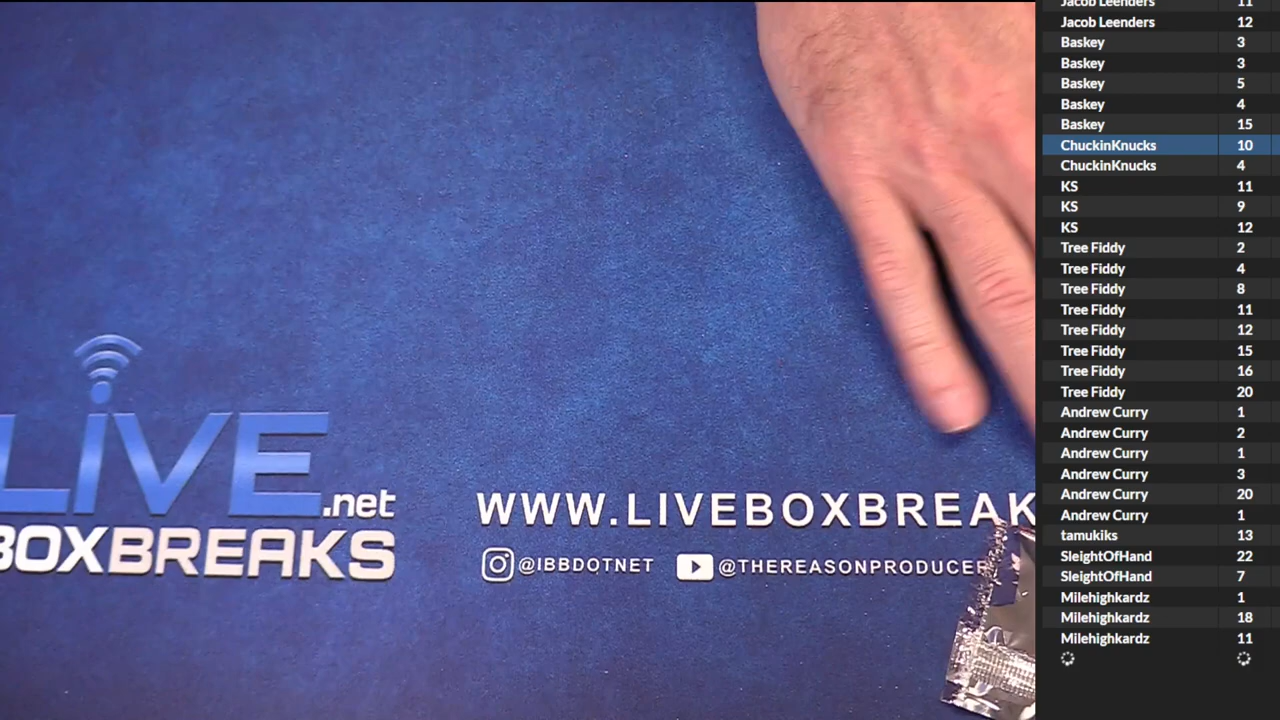 LIVE.net
BOXBREAKS
WWW.LIVEBOXBREAK
@IBBDOTNET @THEREASONPRODUCER
Jacob Leenders 11
Jacob Leenders 12
Baskey 3
Baskey 3
Baskey 5
Baskey 4
Baskey 15
ChuckinKnucks 10
ChuckinKnucks 4
KS 11
KS 9
KS 12
Tree Fiddy 2
Tree Fiddy 4
Tree Fiddy 8
Tree Fiddy 11
Tree Fiddy 12
Tree Fiddy 15
Tree Fiddy 16
Tree Fiddy 20
Andrew Curry 1
Andrew Curry 2
Andrew Curry 1
Andrew Curry 3
Andrew Curry 20
Andrew Curry 1
tamukiks 13
SleightOfHand 22
SleightOfHand 7
Milehighkardz 1
Milehighkardz 18
Milehighkardz 11